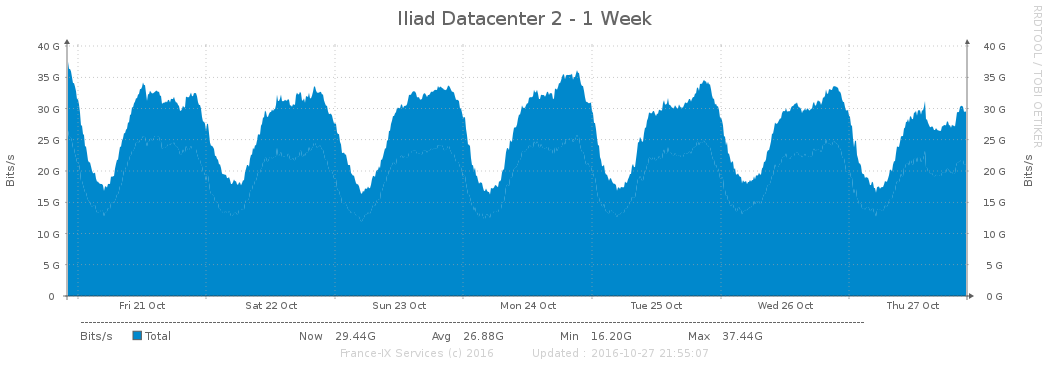 Iliad Datacenter 2 - 1 Week
RRDTOOL / TOBI OETIKER
40 G 40 G
35 G 35 G
30 G 30 G
25 G 25 G
20 G 20 G
15 G 15 G
10 G 10 G
5 G 5 G
0 0 G
Bits/s Bits/s
Fri 21 Oct Sat 22 Oct Sun 23 Oct Mon 24 Oct Tue 25 Oct Wed 26 Oct Thu 27 Oct
Bits/s Total Now 29.44G Avg 26.88G Min 16.20G Max 37.44G
France-IX Services (c) 2016 Updated : 2016-10-27 21:55:07